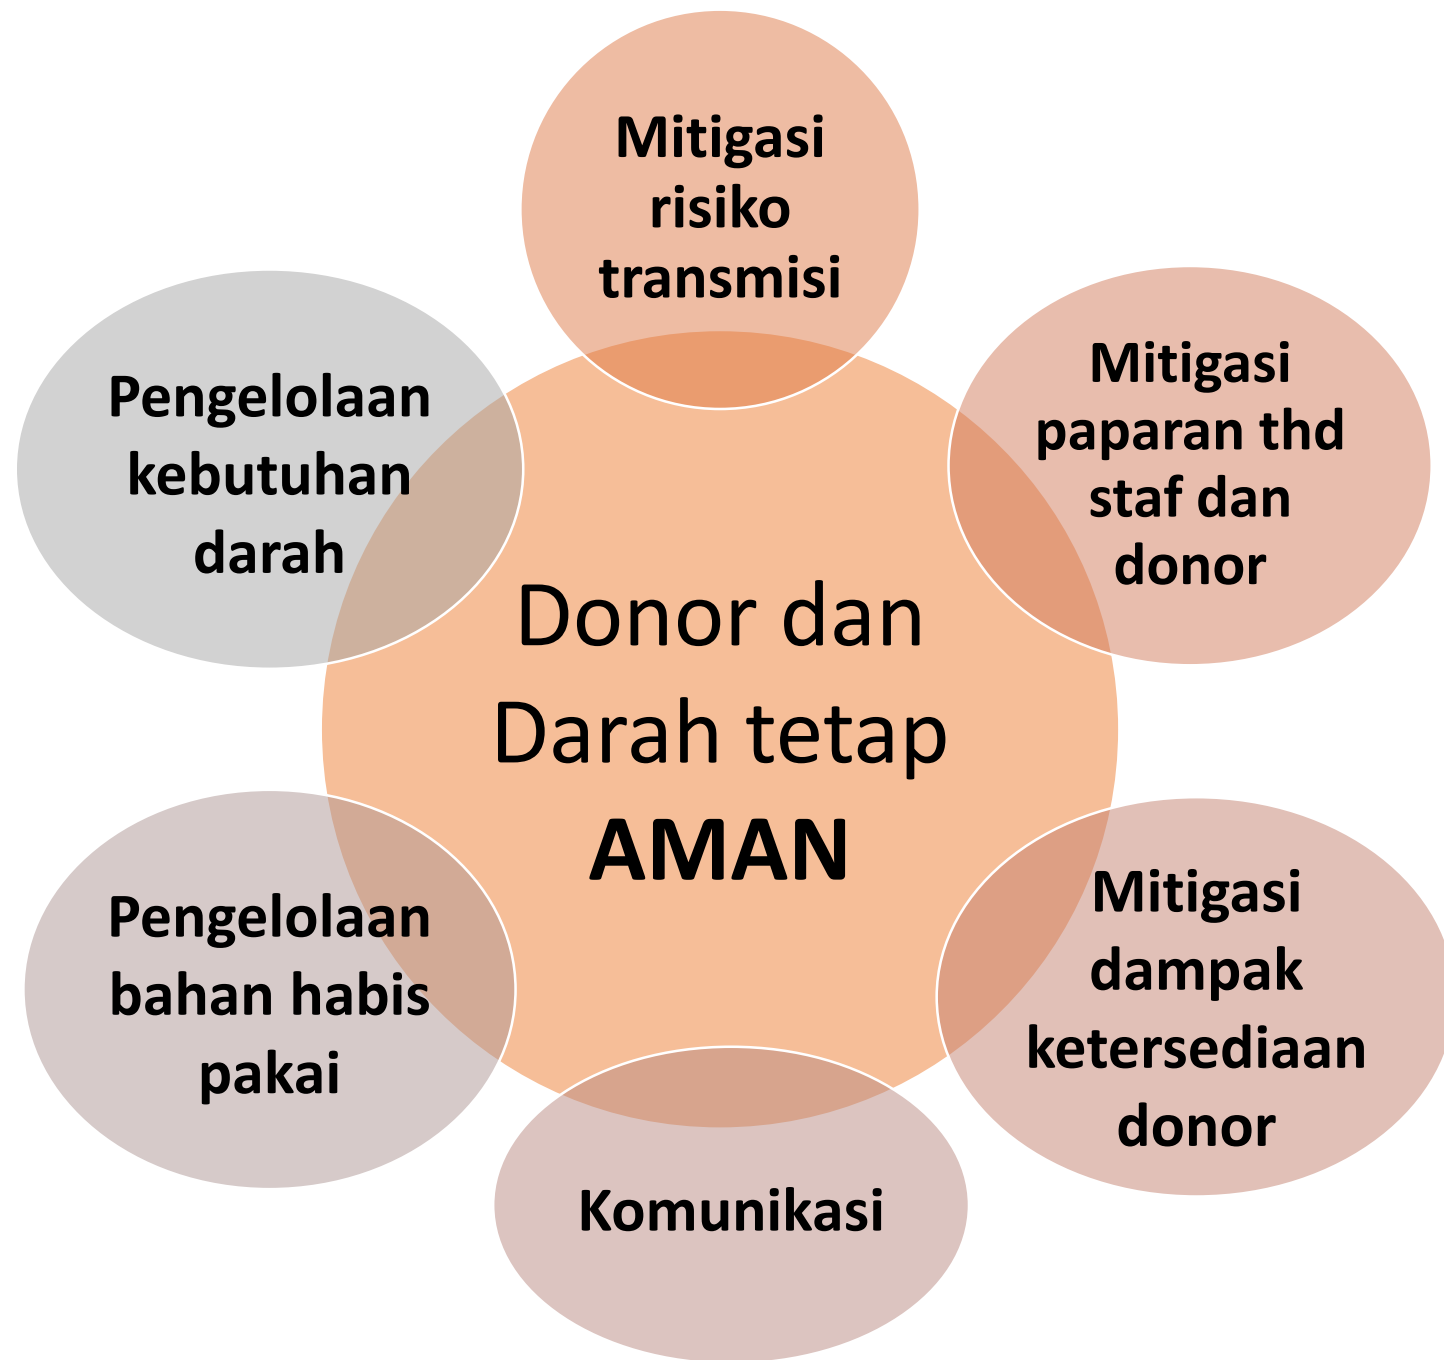 Mitigasi
risiko
transmisi
Mitigasi
paparan thd
staf dan
donor
Mitigasi
dampak
ketersediaan
donor
Komunikasi
Pengelolaan
bahan habis
pakai
Pengelolaan
kebutuhan
darah
Donor dan
Darah tetap
AMAN